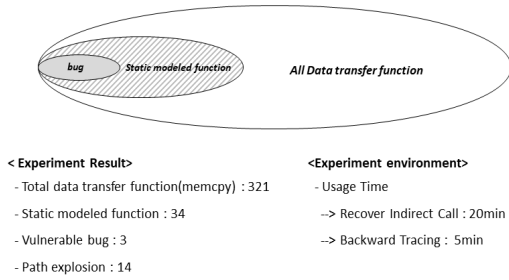 bug
Static modeled function
All Data transfer function
< Experiment Result>
- Total data transfer function(memcpy) : 321
- Static modeled function : 34
- Vulnerable bug : 3
- Path explosion : 14
<Experiment environment>
- Usage Time
--> Recover Indirect Call : 20min
--> Backward Tracing : 5min